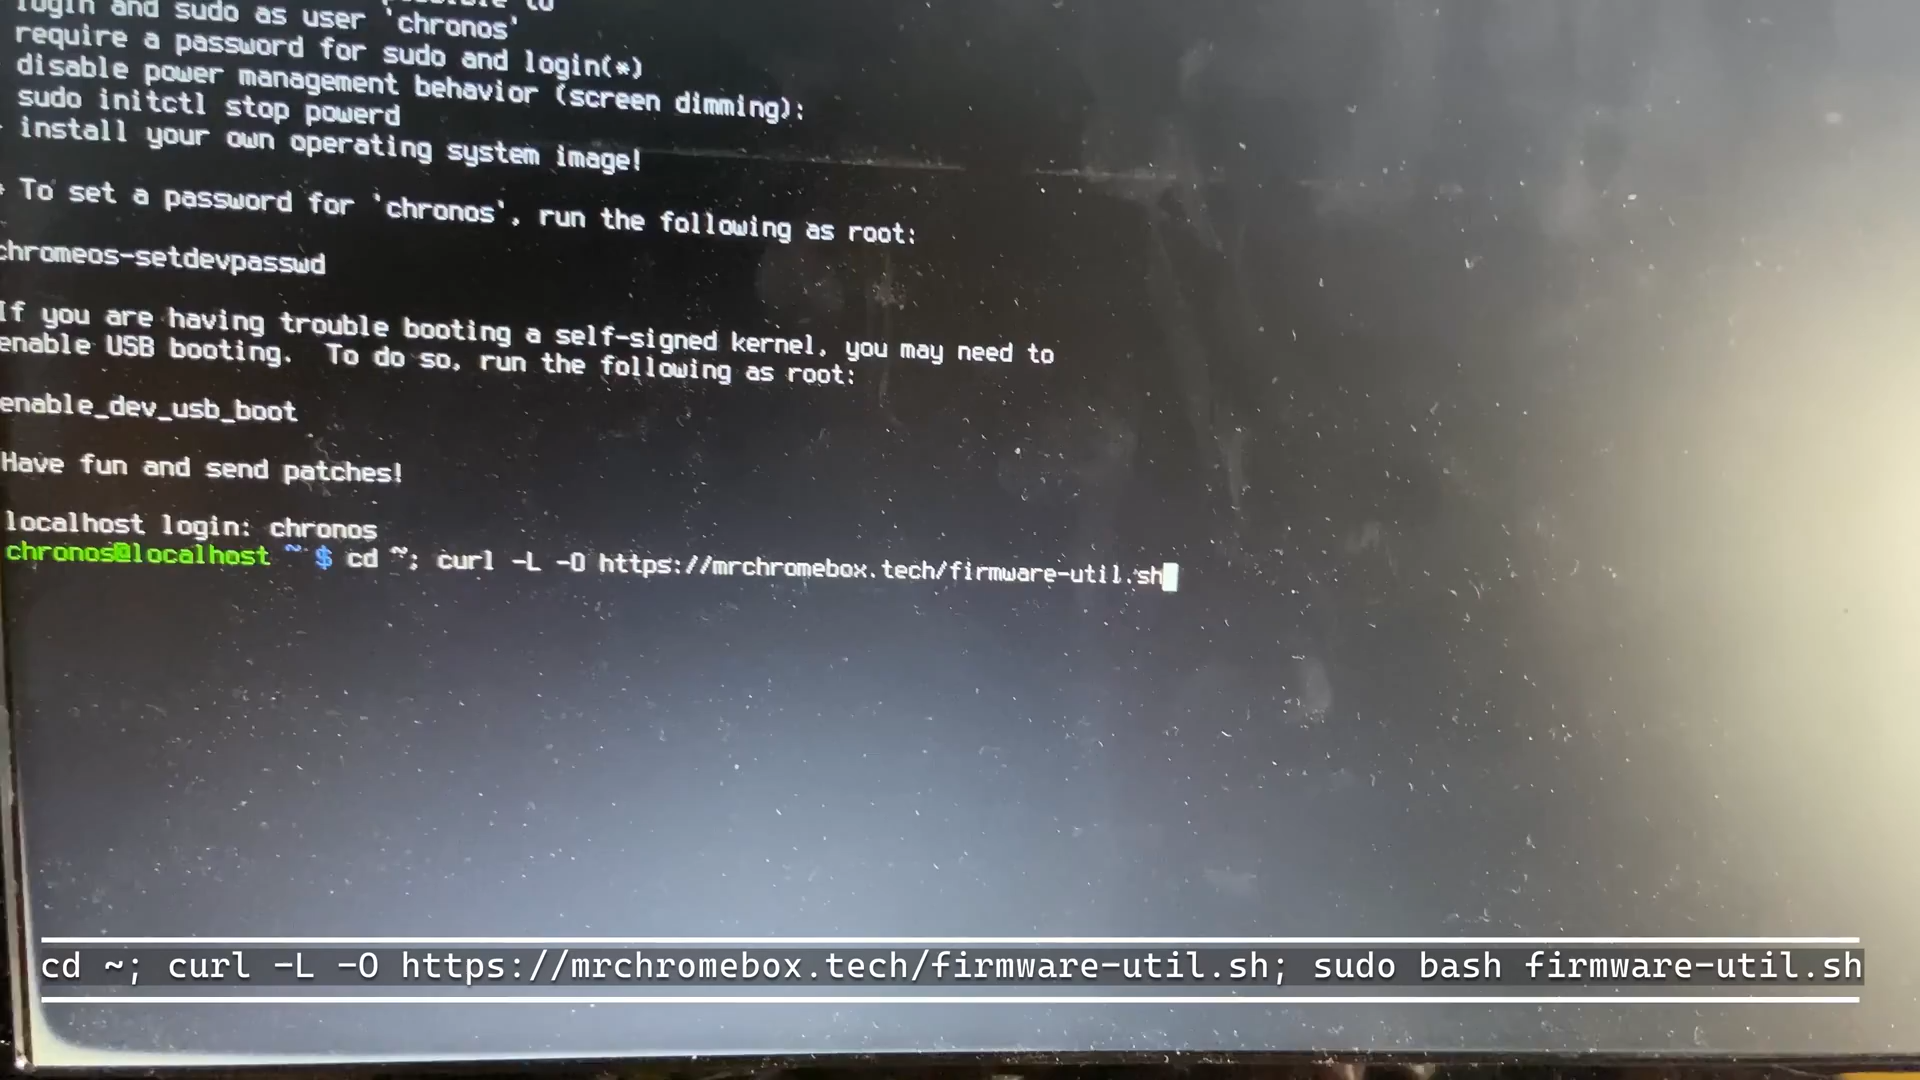 login and sudo as user 'chronos'
require a password for sudo and login(*)
disable power management behavior (screen dimming):
sudo initctl stop powerd
install your own operating system image!
* To set a password for 'chronos', run the following as root:
chromeos-setdevpasswd
If you are having trouble booting a self-signed kernel, you may need to
enable USB booting.  To do so, run the following as root:
enable_dev_usb_boot
Have fun and send patches!
localhost login: chronos
chronos@localhost ~ $ cd ~; curl -L -O https://mrchromebox.tech/firmware-util.sh
cd ~; curl -L -O https://mrchromebox.tech/firmware-util.sh; sudo bash firmware-util.sh